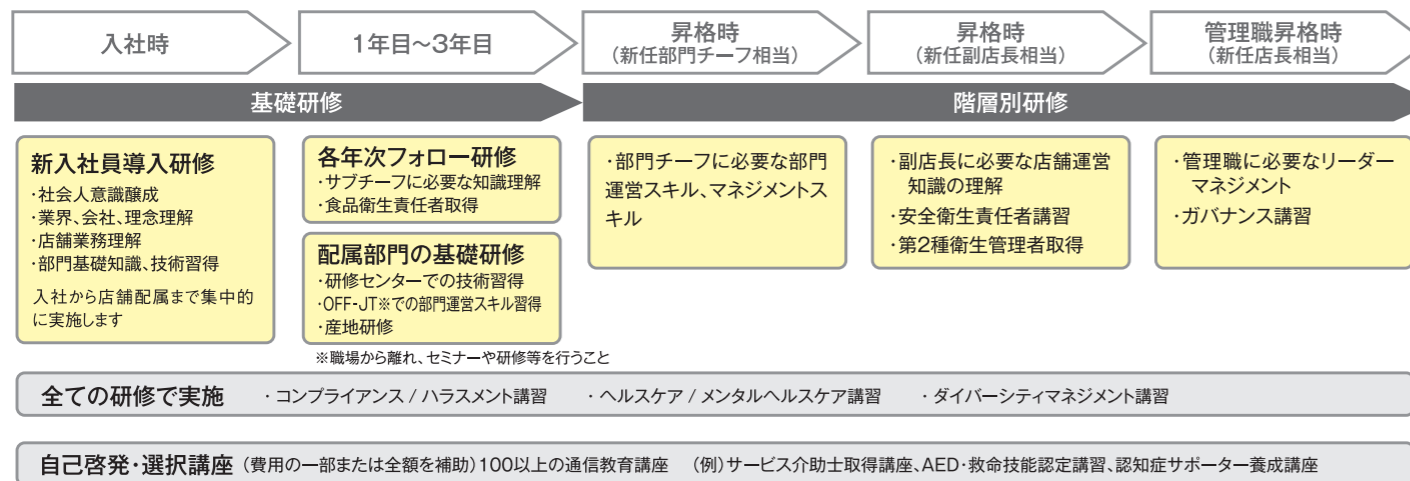 入社時
1年目～3年目
昇格時
（新任部門チーフ相当）
昇格時
（新任副店長相当）
管理職昇格時
（新任店長相当）
基礎研修
階層別研修
新入社員導入研修
・社会人意識醸成
・業界、会社、理念理解
・店舗業務理解
・部門基礎知識、技術習得
入社から店舗配属まで集中的
に実施します
各年次フォロー研修
・サブチーフに必要な知識理解
・食品衛生責任者取得
配属部門の基礎研修
・研修センターでの技術習得
・OFF-JT※での部門運営スキル習得
・産地研修
※職場から離れ、セミナーや研修等を行うこと
・部門チーフに必要な部門
運営スキル、マネジメントス
キル
・副店長に必要な店舗運営
知識の理解
・安全衛生責任者講習
・第2種衛生管理者取得
・管理職に必要なリーダー
マネジメント
・ガバナンス講習
全ての研修で実施 ・コンプライアンス / ハラスメント講習 ・ヘルスケア / メンタルヘルスケア講習 ・ダイバーシティマネジメント講習
自己啓発・選択講座（費用の一部または全額を補助）100以上の通信教育講座 （例）サービス介助士取得講座、AED・救命技能認定講習、認知症サポーター養成講座